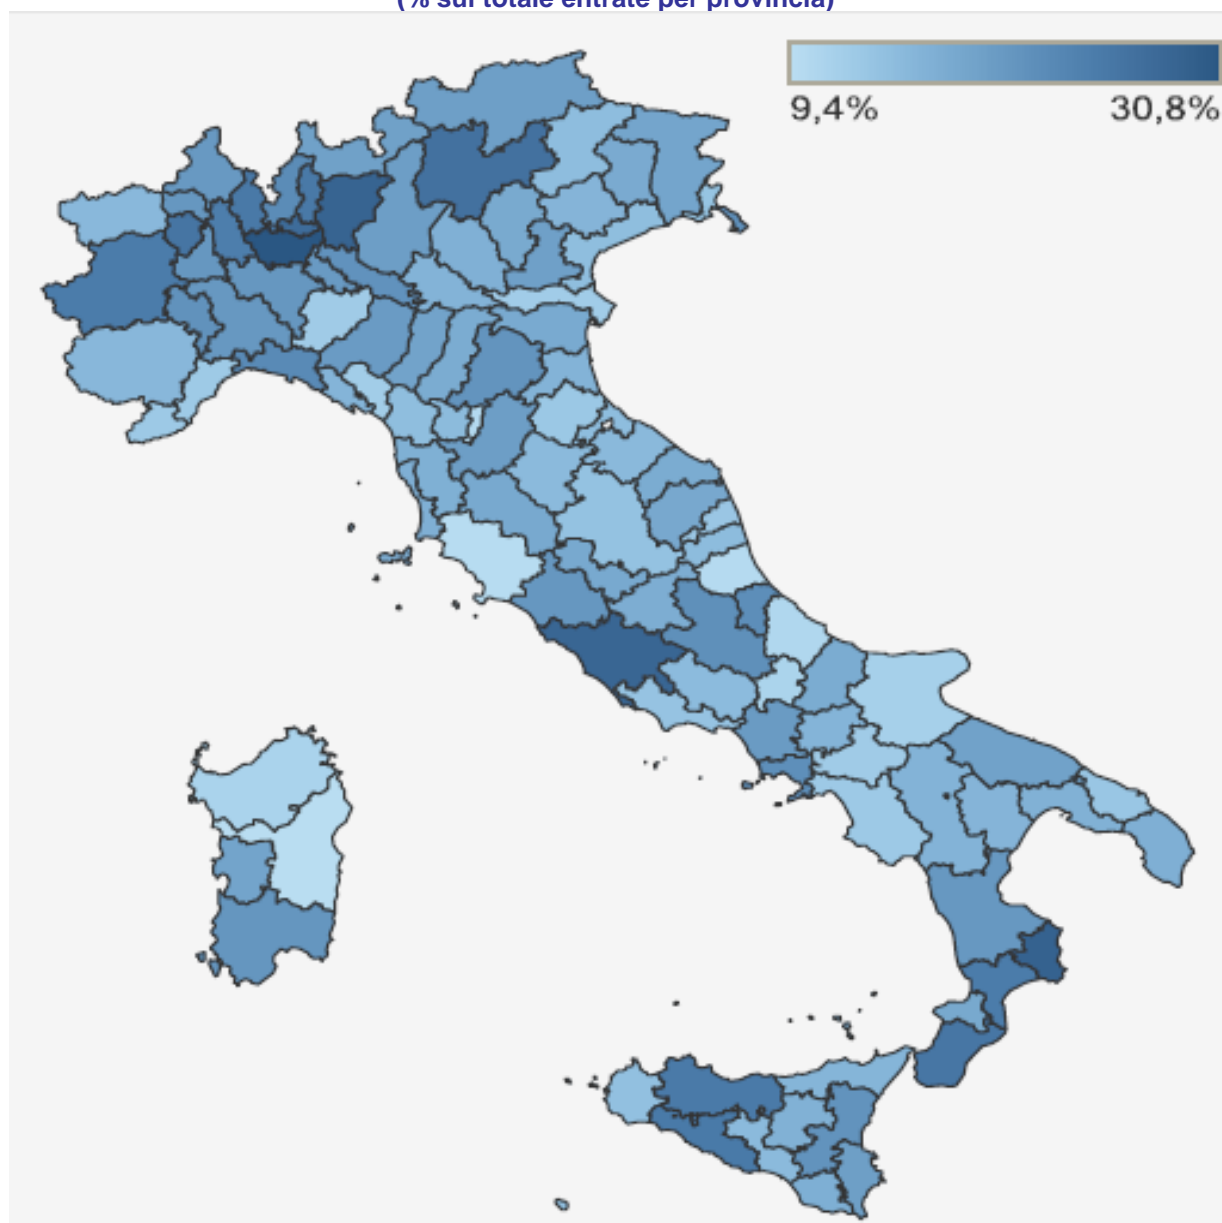 (% sul totale entrate per provincia)
9,4% 30,8%